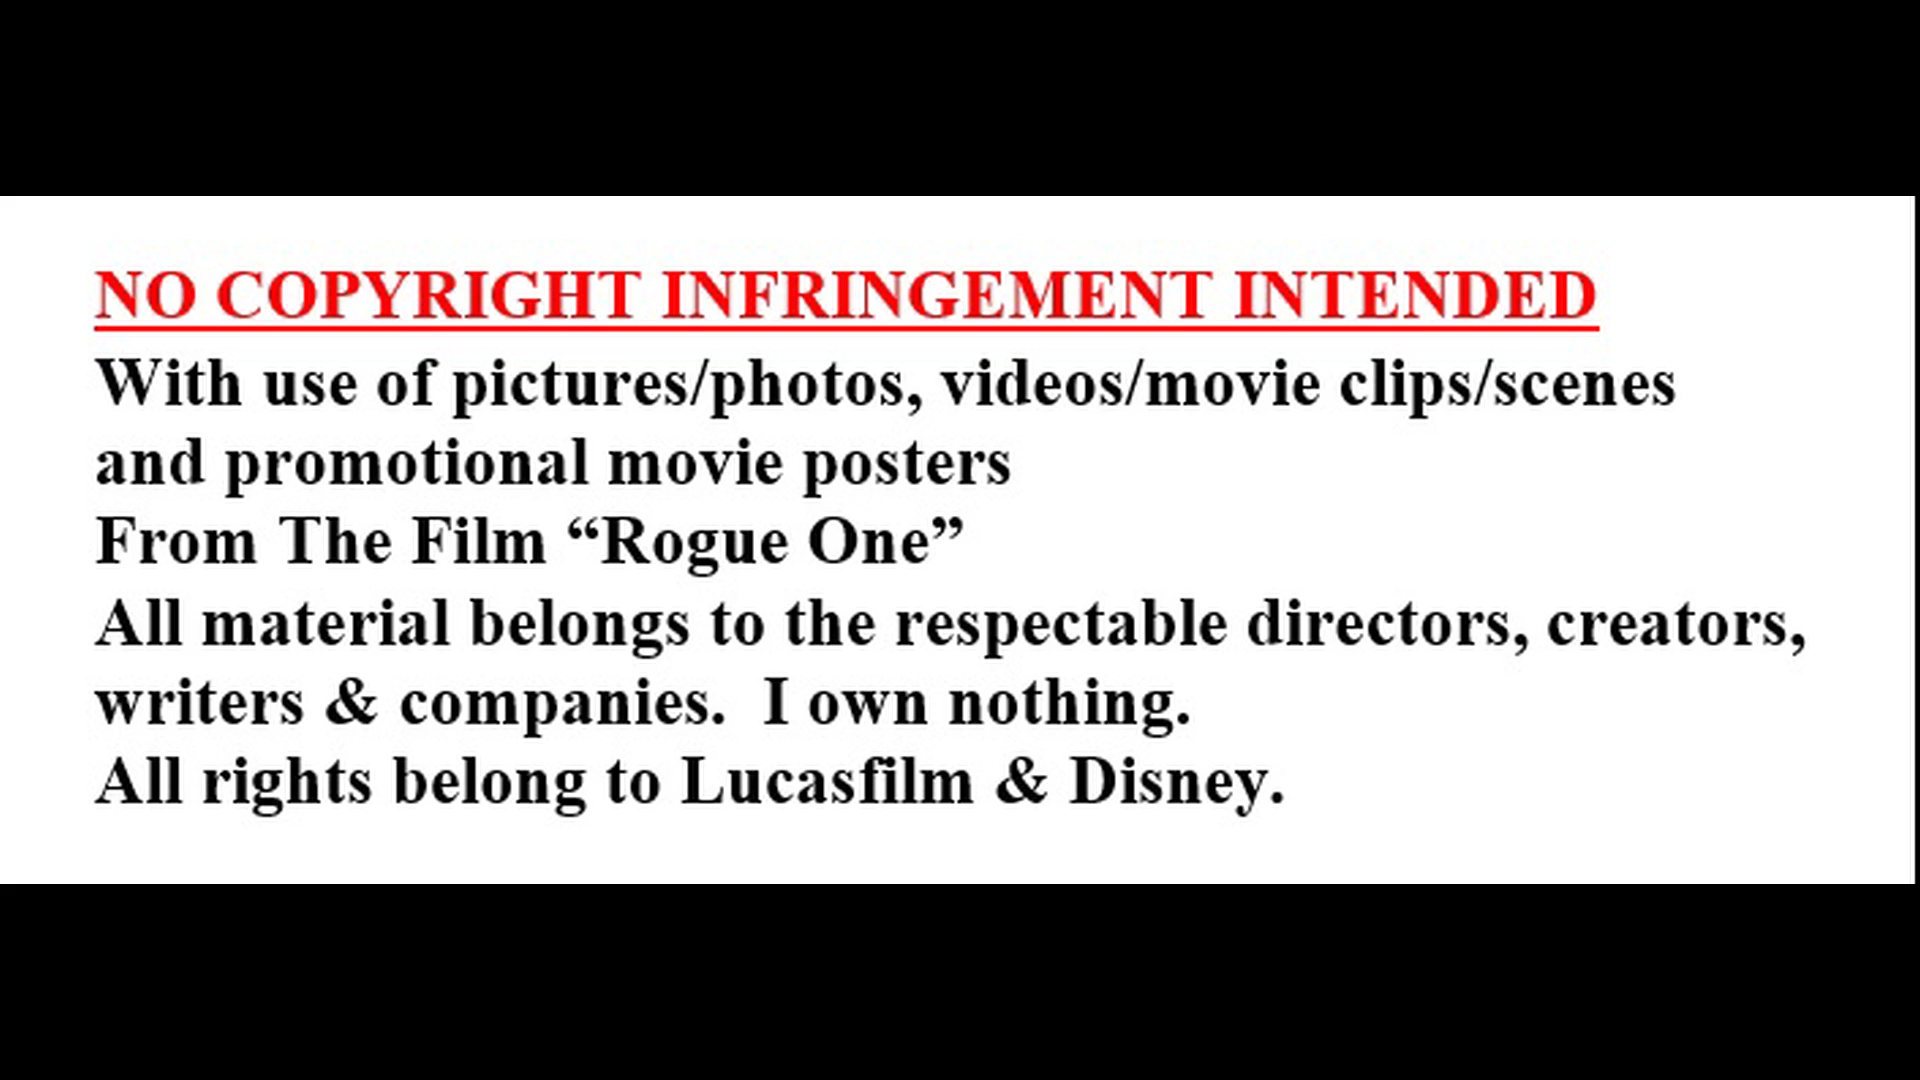 NO COPYRIGHT INFRINGEMENT INTENDED
With use of pictures/photos, videos/movie clips/scenes
and promotional movie posters
From The Film “Rogue One”
All material belongs to the respectable directors, creators,
writers & companies.  I own nothing.
All rights belong to Lucasfilm & Disney.